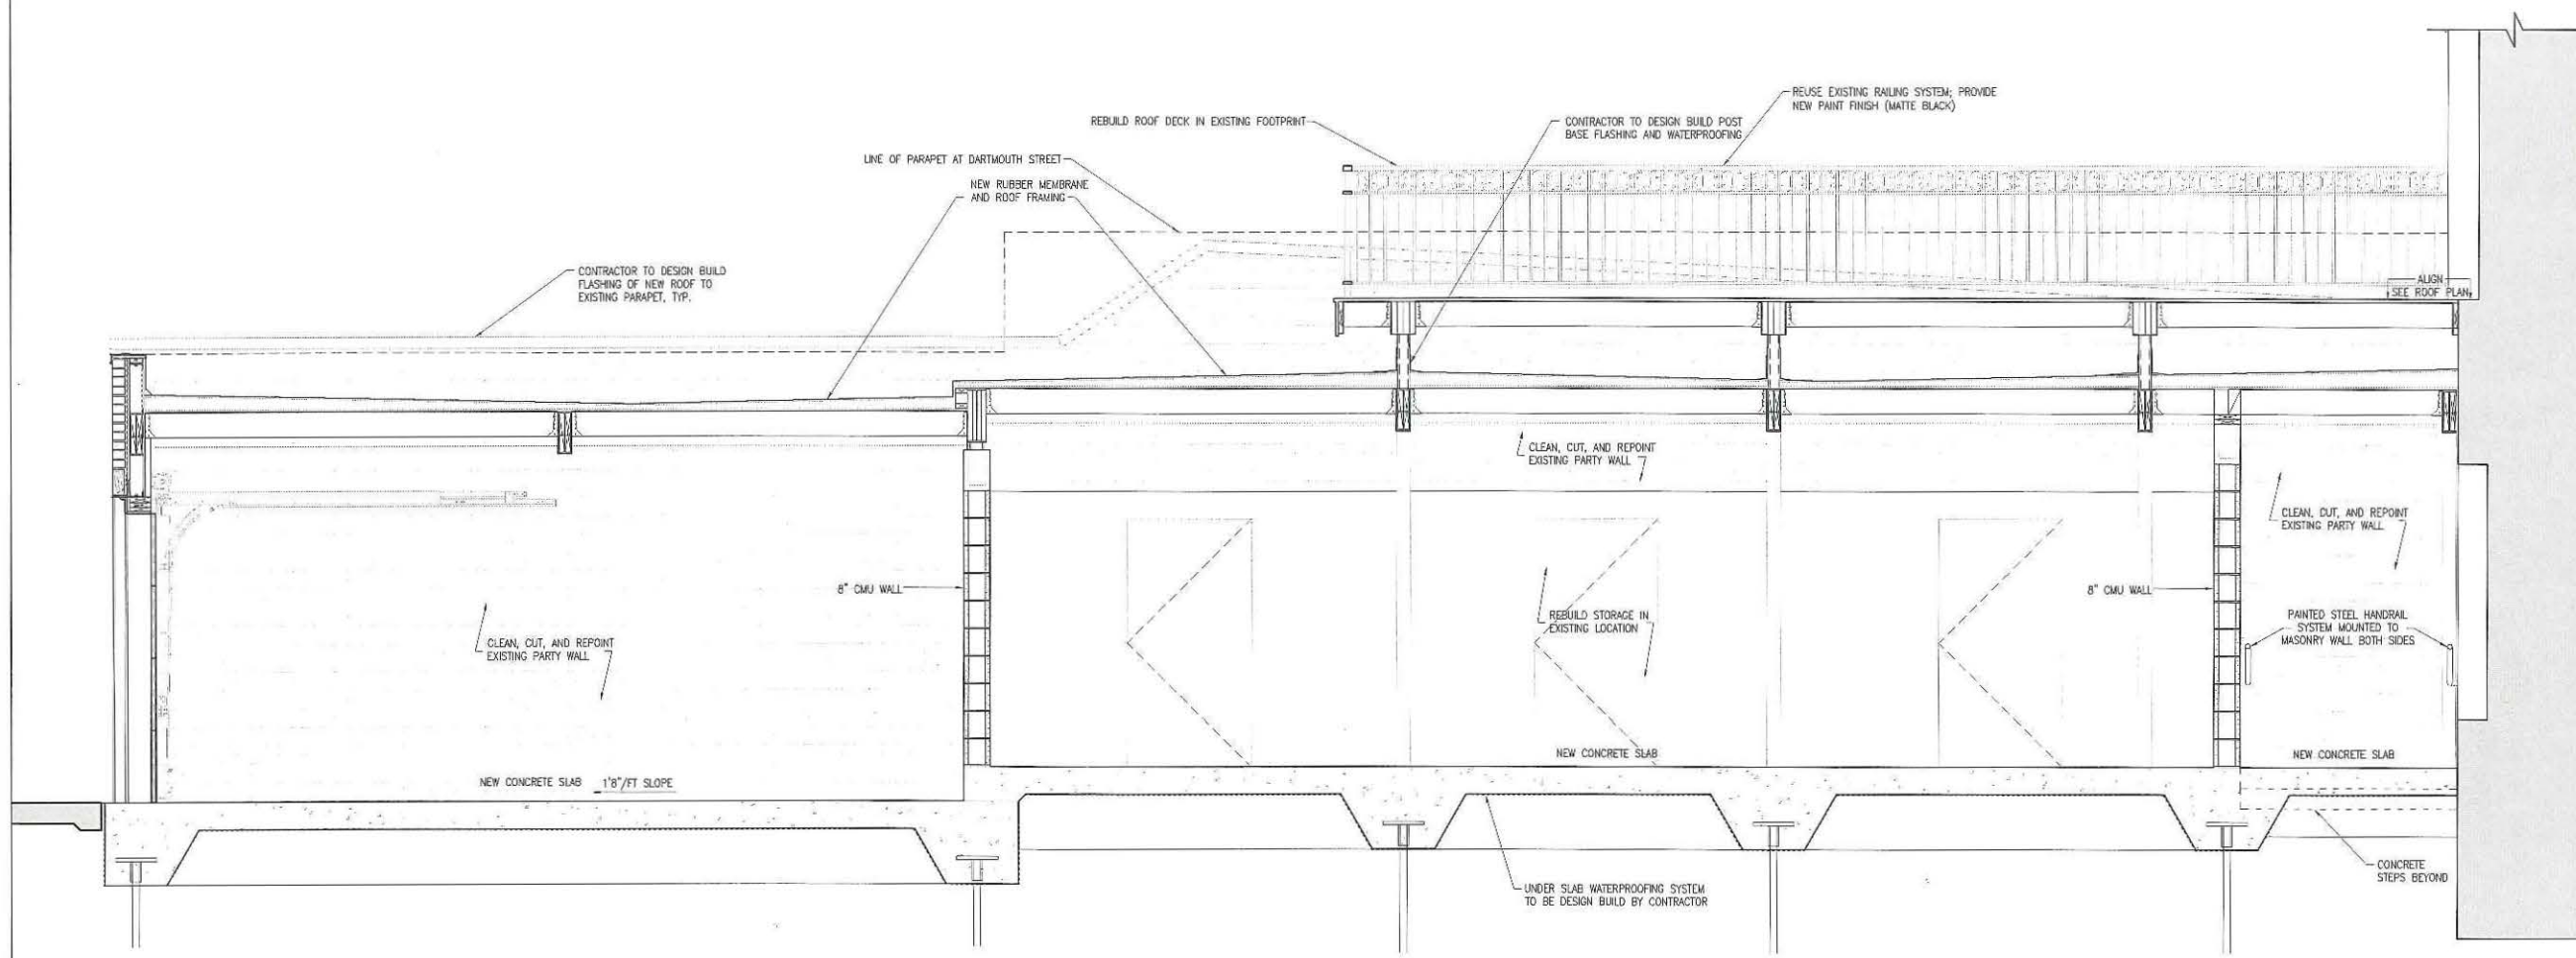 REUSE EXISTING RAILING SYSTEM; PROVIDE
NEW PAINT FINISH (MATTE BLACK)
REBUILD ROOF DECK IN EXISTING FOOTPRINT
CONTRACTOR TO DESIGN BUILD POST
BASE FLASHING AND WATERPROOFING
LINE OF PARAPET AT DARTMOUTH STREET
NEW RUBBER MEMBRANE
AND ROOF FRAMING
CONTRACTOR TO DESIGN BUILD
FLASHING OF NEW ROOF TO
EXISTING PARAPET, TYP.
ALIGN
SEE ROOF PLAN
CLEAN, CUT, AND REPOINT
EXISTING PARTY WALL
CLEAN, CUT, AND REPOINT
EXISTING PARTY WALL
8" CMU WALL
8" CMU WALL
REBUILD STORAGE IN
EXISTING LOCATION
PAINTED STEEL HANDRAIL
SYSTEM MOUNTED TO
MASONRY WALL BOTH SIDES
CLEAN, CUT, AND REPOINT
EXISTING PARTY WALL
NEW CONCRETE SLAB
NEW CONCRETE SLAB
NEW CONCRETE SLAB 1'8"/FT SLOPE
CONCRETE
STEPS BEYOND
UNDER SLAB WATERPROOFING SYSTEM
TO BE DESIGN BUILD BY CONTRACTOR